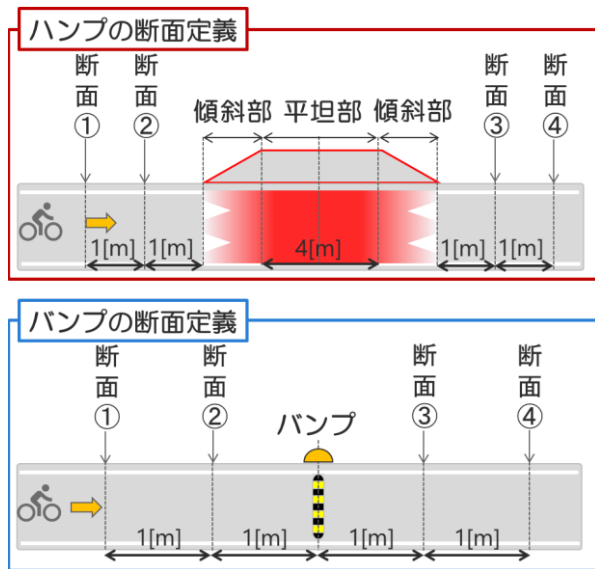 ハンプの断面定義
断面①
断面②
断面③
断面④
傾斜部
平坦部
傾斜部
1[m]
1[m]
4[m]
1[m]
1[m]
バンプの断面定義
断面①
断面②
断面③
断面④
バンプ
1[m]
1[m]
1[m]
1[m]